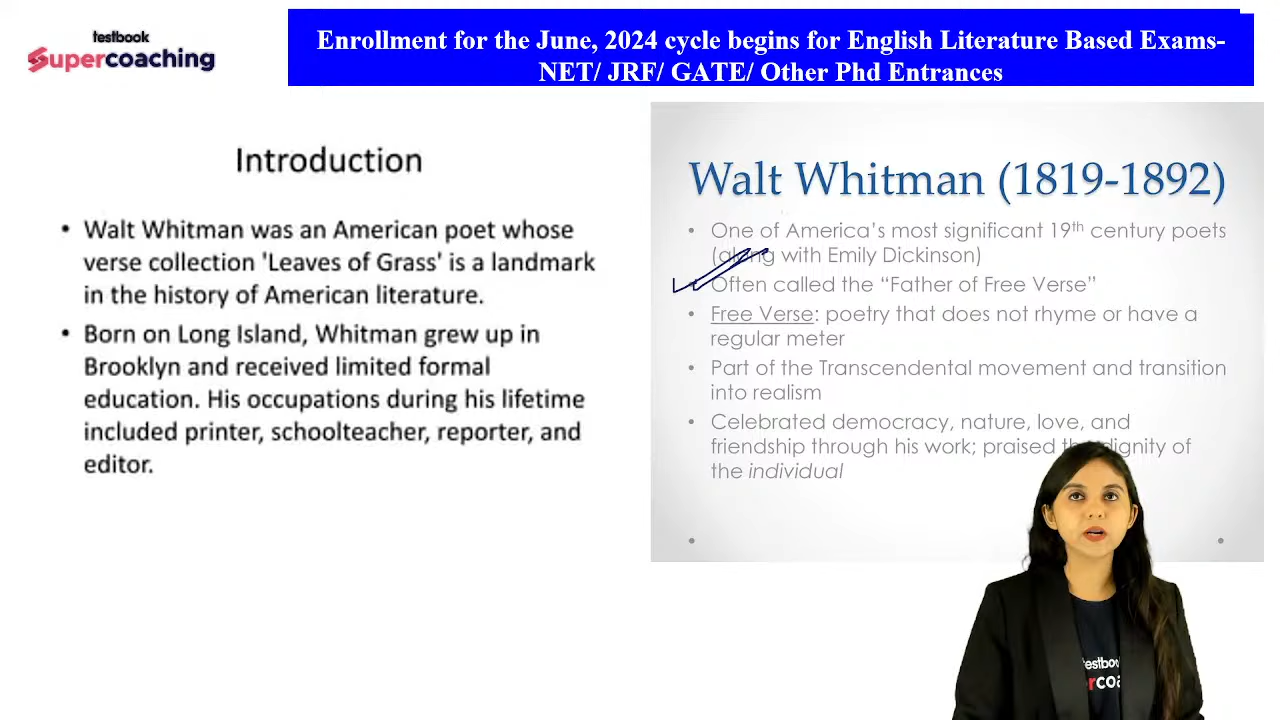 testbook
Supercoaching
Enrollment for the June, 2024 cycle begins for English Literature Based Exams-
NET/ JRF/ GATE/ Other Phd Entrances
Introduction
• Walt Whitman was an American poet whose
verse collection 'Leaves of Grass' is a landmark
in the history of American literature.
• Born on Long Island, Whitman grew up in
Brooklyn and received limited formal
education. His occupations during his lifetime
included printer, schoolteacher, reporter, and
editor.
Walt Whitman (1819-1892)
• One of America's most significant 19th century poets
(along with Emily Dickinson)
• Often called the “Father of Free Verse”
• Free Verse: poetry that does not rhyme or have a
regular meter
• Part of the Transcendental movement and transition
into realism
• Celebrated democracy, nature, love, and
friendship through his work; praised the dignity of
the individual